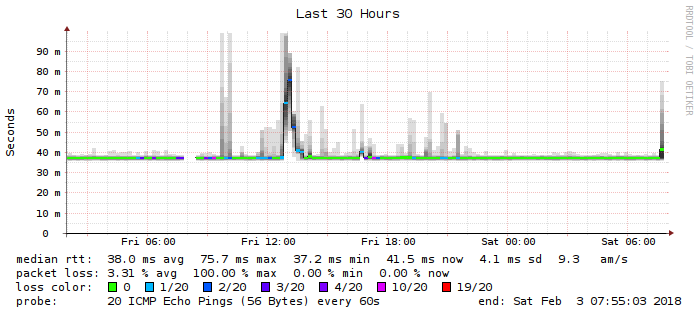 Last 30 Hours
RRDTOOL / TOBI OETIKER
Seconds
90 m
80 m
70 m
60 m
50 m
40 m
30 m
20 m
10 m
0
Fri 06:00 Fri 12:00 Fri 18:00 Sat 00:00 Sat 06:00
median rtt: 38.0 ms avg 75.7 ms max 37.2 ms min 41.5 ms now 4.1 ms sd 9.3 am/s
packet loss: 3.31 % avg 100.00 % max 0.00 % min 0.00 % now
loss color: 0 1/20 2/20 3/20 4/20 10/20 19/20
probe: 20 ICMP Echo Pings (56 Bytes) every 60s end: Sat Feb 3 07:55:03 2018